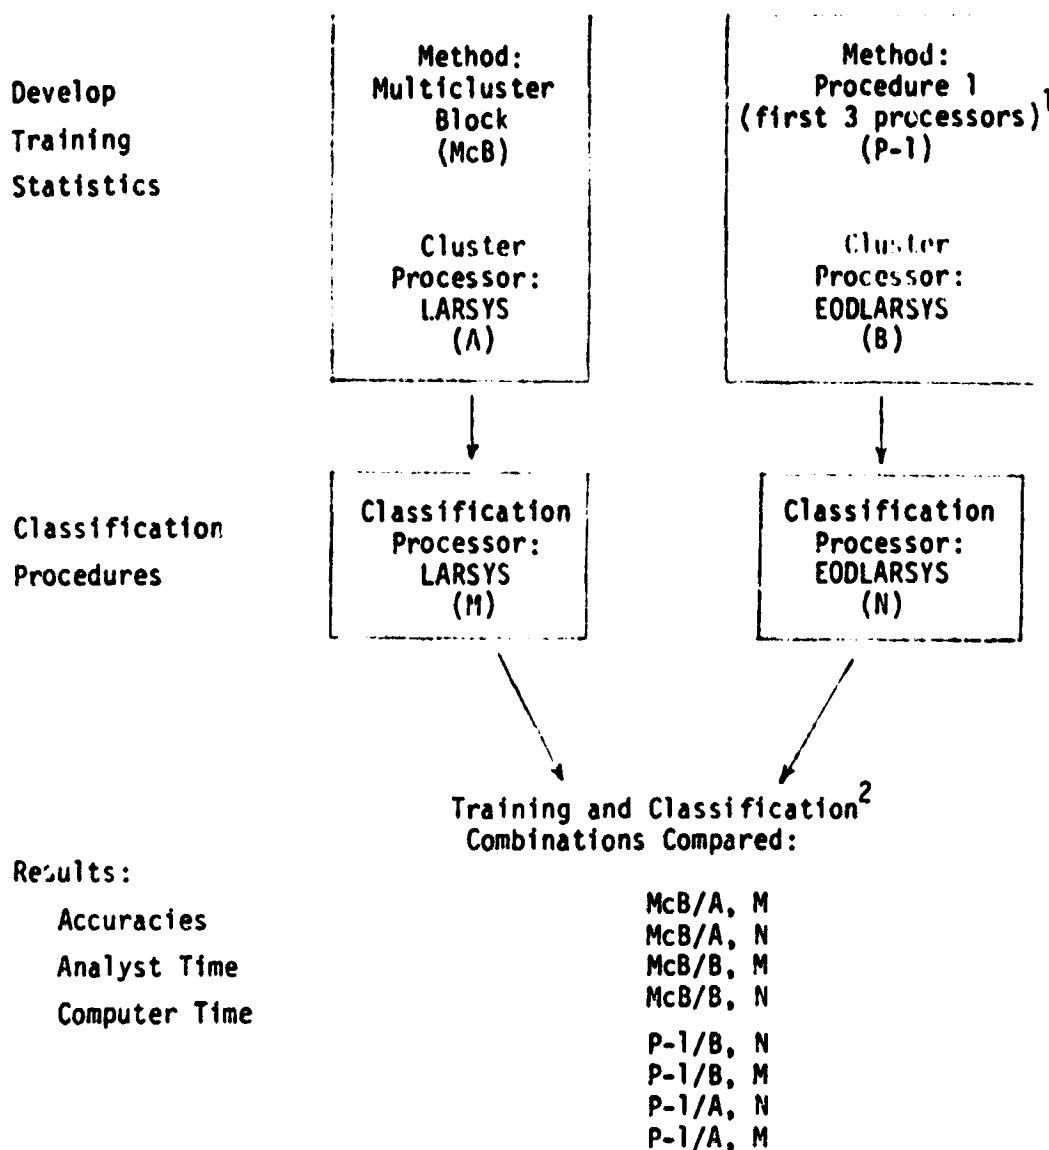 Develop
Training
Statistics
Method:
Multicluster
Block
(McB)
Cluster
Processor:
LARSYS
(A)
Method:
Procedure 1
(first 3 processors)1
(P-1)
Cluster
Processor:
EODLARSYS
(B)
Classification
Procedures
Classification
Processor:
LARSYS
(M)
Classification
Processor:
EODLARSYS
(N)
Training and Classification2
Combinations Compared:
Results:
Accuracies
Analyst Time
Computer Time
McB/A, M
McB/A, N
McB/B, M
McB/B, N
P-1/B, N
P-1/B, M
P-1/A, N
P-1/A, M